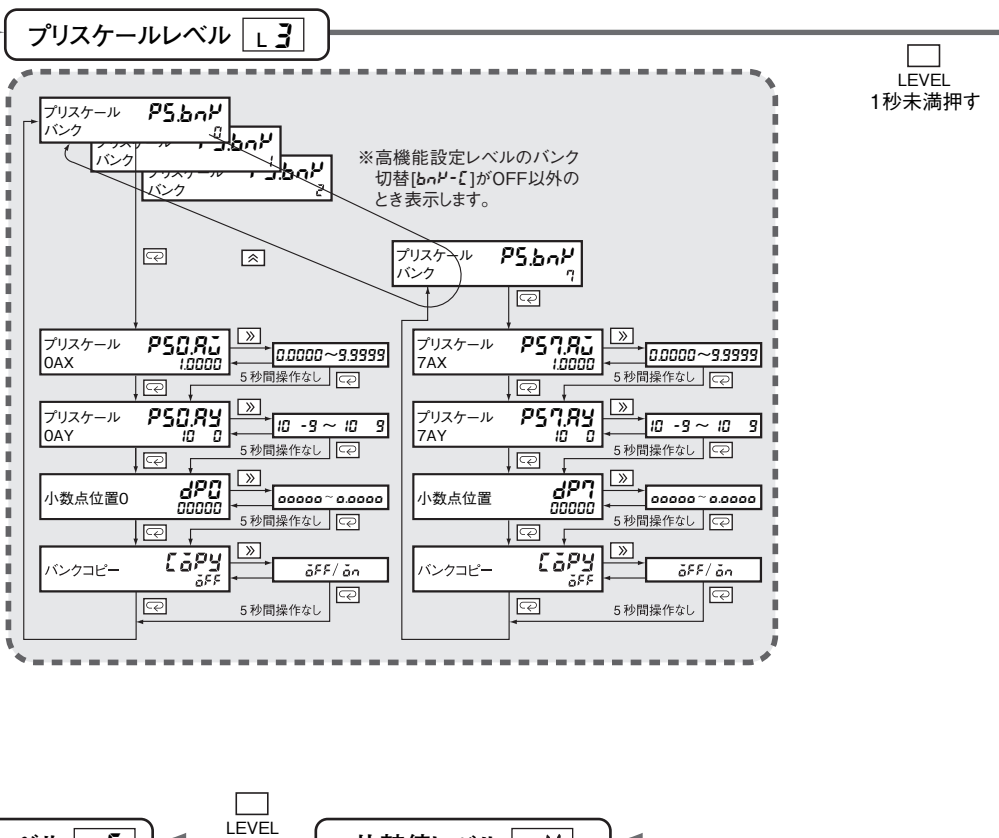 プリスケールレベル L 3
LEVEL
1秒未満押す
プリスケール PS.bnK
バンク 0
バンク 1
バンク 2
※高機能設定レベルのバンク
切替[bnK-C]がOFF以外の
とき表示します。
プリスケール PS.bnK
バンク 7
プリスケール PS0.AX
0AX 1.0000
0.0000~9.9999
5秒間操作なし
プリスケール PS0.AY
0AY 10 0
10 -9~10 9
5秒間操作なし
小数点位置0 dP0
00000
00000~0.0000
5秒間操作なし
バンクコピー CoPY
oFF
oFF/on
5秒間操作なし
プリスケール PS7.AX
7AX 1.0000
0.0000~9.9999
5秒間操作なし
プリスケール PS7.AY
7AY 10 0
10 -9~10 9
5秒間操作なし
小数点位置 dP7
00000
00000~0.0000
5秒間操作なし
バンクコピー CoPY
oFF
oFF/on
5秒間操作なし
LEVEL